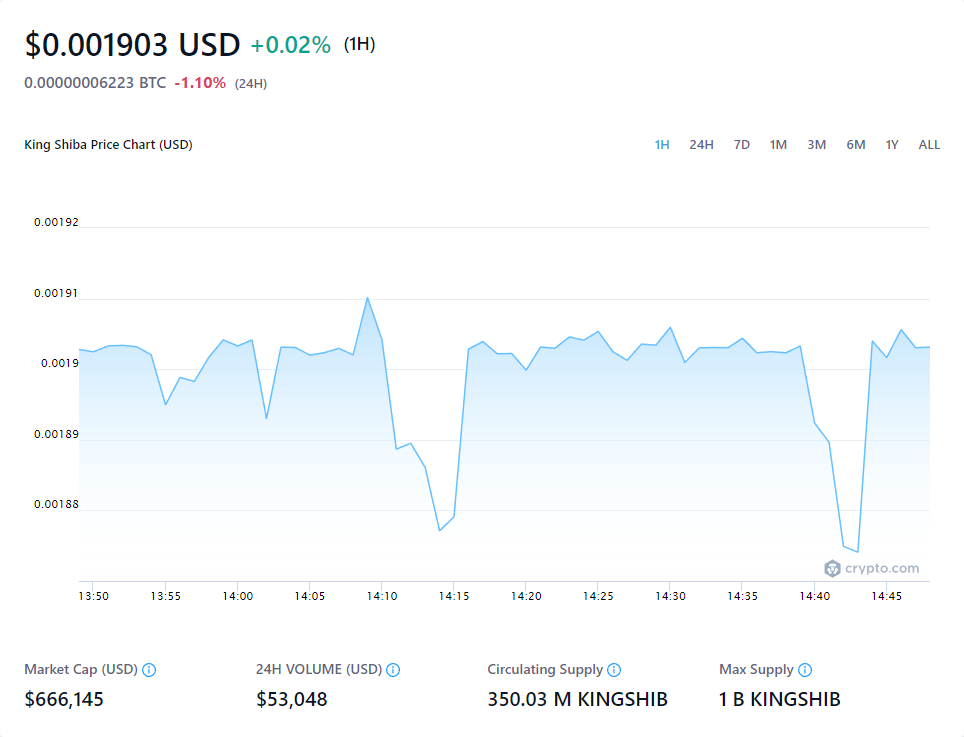 $0.001903 USD +0.02% (1H)
0.00000006223 BTC -1.10% (24H)
King Shiba Price Chart (USD) 1H 24H 7D 1M 3M 6M 1Y ALL
0.00192
0.00191
0.0019
0.00189
0.00188
crypto.com
13:50 13:55 14:00 14:05 14:10 14:15 14:20 14:25 14:30 14:35 14:40 14:45
Market Cap (USD) 24H VOLUME (USD) Circulating Supply Max Supply
$666,145 $53,048 350.03 M KINGSHIB 1 B KINGSHIB